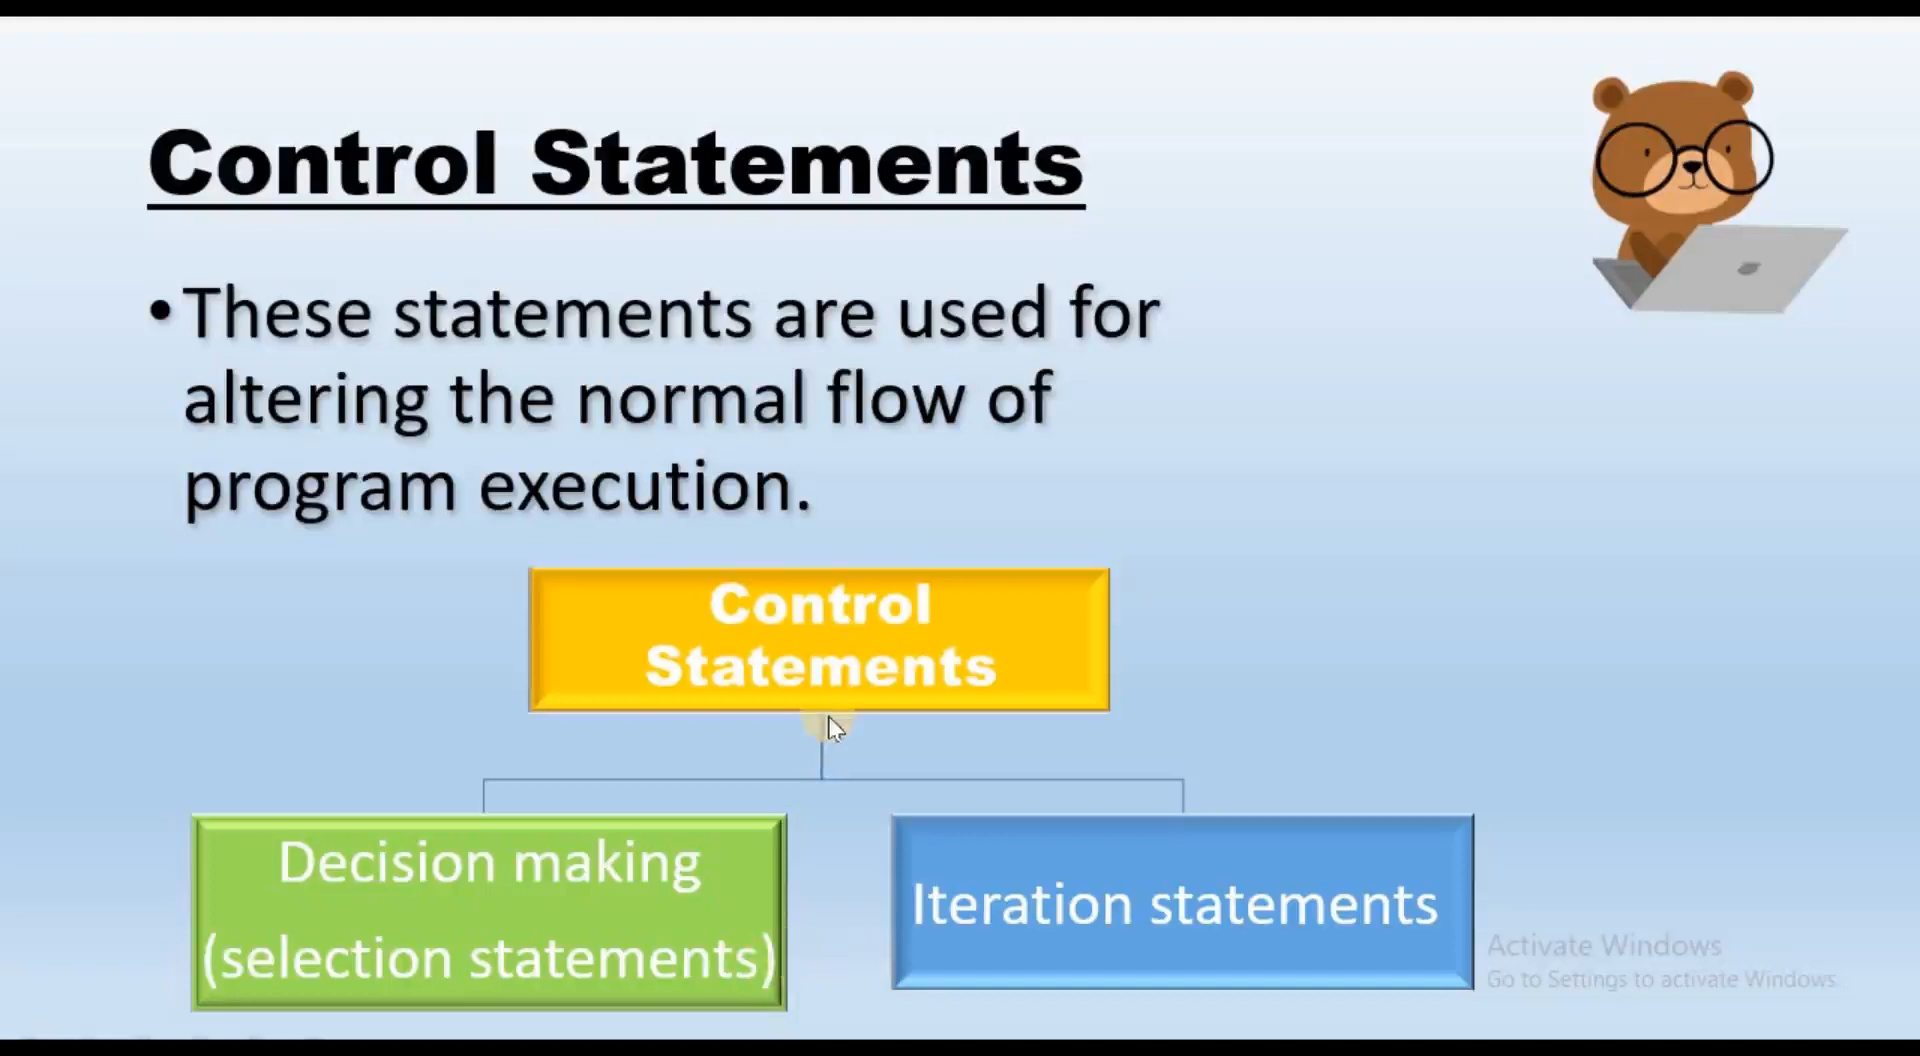 Control Statements
• These statements are used for
altering the normal flow of
program execution.
Control
Statements
Decision making
(selection statements)
Iteration statements
Activate Windows
Go to Settings to activate Windows.